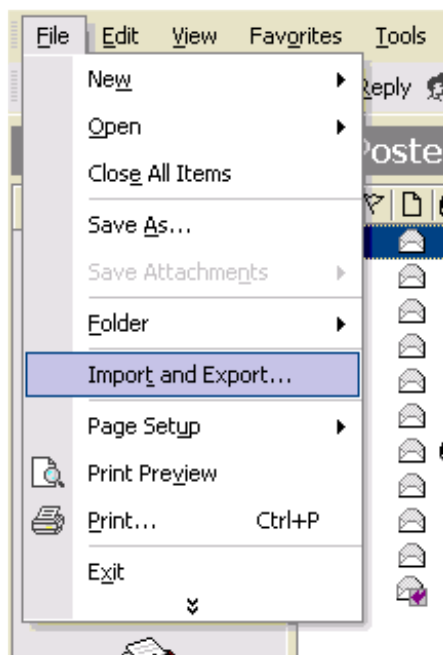 File Edit View Favorites Tools
New
Reply
Open
Poste
Close All Items
Save As...
Save Attachments
Folder
Import and Export...
Page Setup
Print Preview
Print... Ctrl+P
Exit